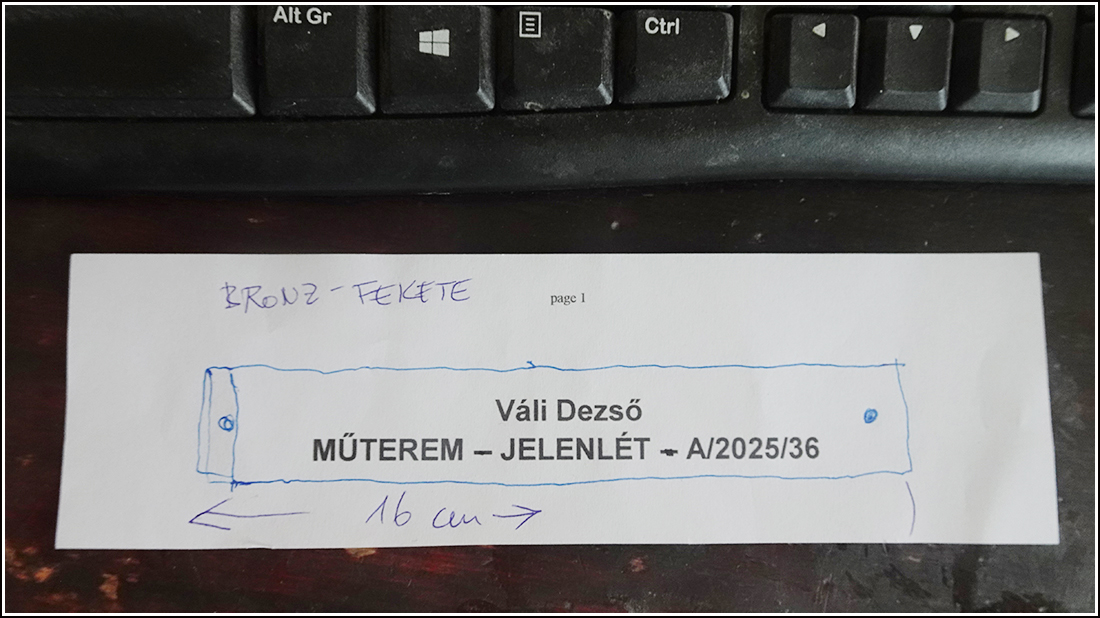 Alt Gr
Ctrl
BRONZ - FEKETE
page 1
Váli Dezső
MŰTEREM – JELENLÉT - A/2025/36
16 cm